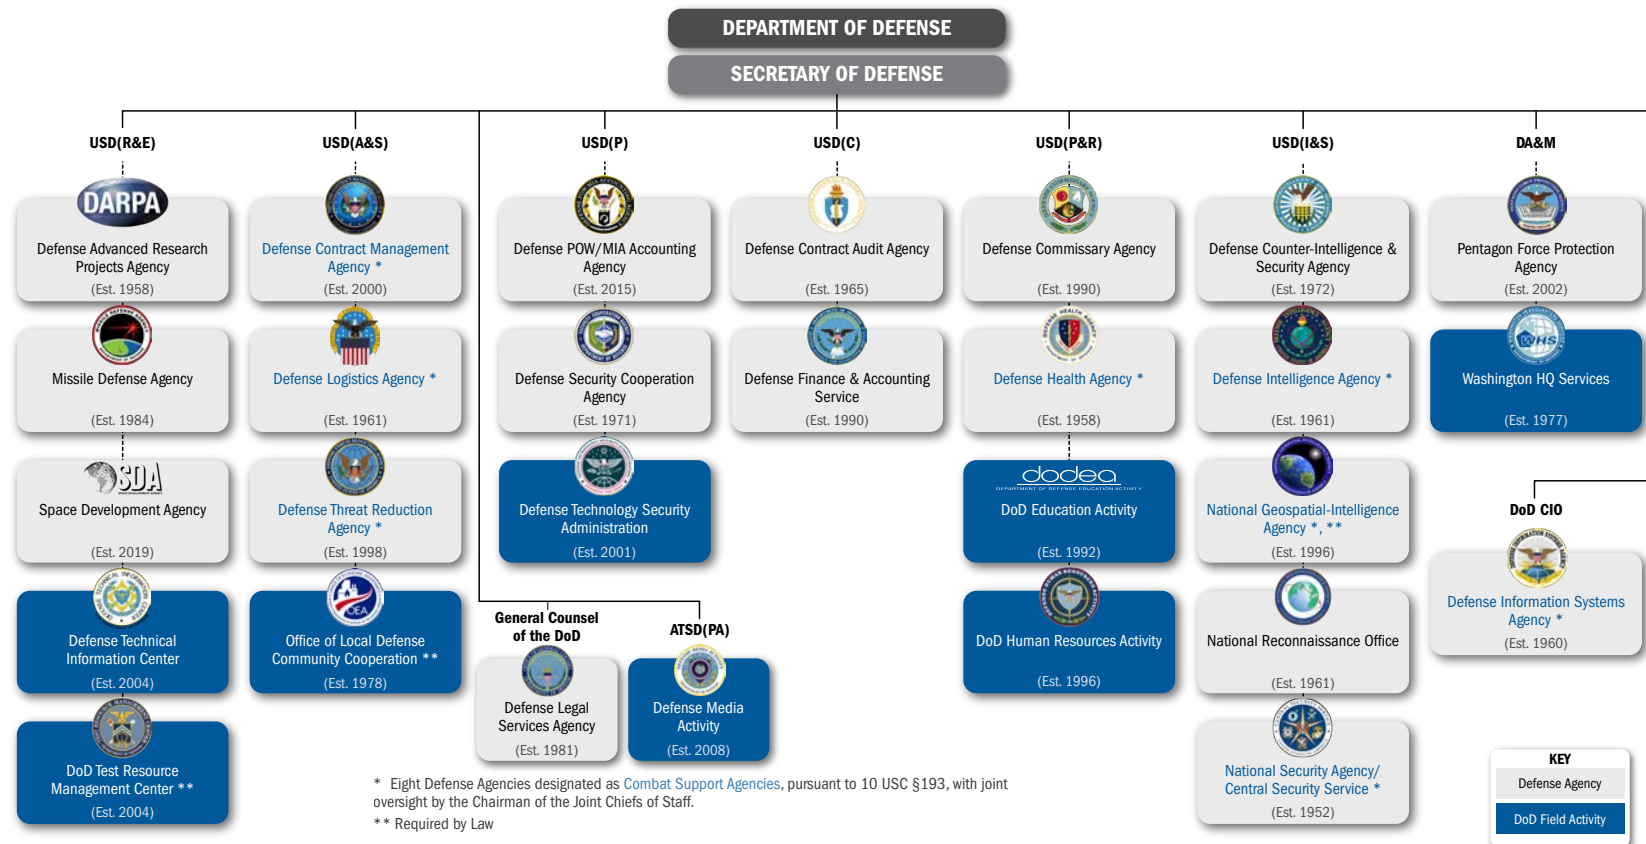 DEPARTMENT OF DEFENSE
SECRETARY OF DEFENSE
USD(R&E)
DARPA
Defense Advanced Research
Projects Agency
(Est. 1958)
Missile Defense Agency
(Est. 1984)
SDA
SPACE DEVELOPMENT AGENCY
Space Development Agency
(Est. 2019)
Defense Technical
Information Center
(Est. 2004)
DoD Test Resource
Management Center **
(Est. 2004)
USD(A&S)
Defense Contract Management
Agency *
(Est. 2000)
Defense Logistics Agency *
(Est. 1961)
Defense Threat Reduction
Agency *
(Est. 1998)
OEA
Office of Local Defense
Community Cooperation **
(Est. 1978)
USD(P)
Defense POW/MIA Accounting
Agency
(Est. 2015)
Defense Security Cooperation
Agency
(Est. 1971)
Defense Technology Security
Administration
(Est. 2001)
General Counsel
of the DoD
Defense Legal
Services Agency
(Est. 1981)
ATSD(PA)
Defense Media
Activity
(Est. 2008)
USD(C)
Defense Contract Audit Agency
(Est. 1965)
Defense Finance & Accounting
Service
(Est. 1990)
USD(P&R)
Defense Commissary Agency
(Est. 1990)
Defense Health Agency *
(Est. 1958)
dodea
DEPARTMENT OF DEFENSE EDUCATION ACTIVITY
DoD Education Activity
(Est. 1992)
DoD Human Resources Activity
(Est. 1996)
USD(I&S)
Defense Counter-Intelligence &
Security Agency
(Est. 1972)
Defense Intelligence Agency *
(Est. 1961)
National Geospatial-Intelligence
Agency *, **
(Est. 1996)
National Reconnaissance Office
(Est. 1961)
National Security Agency/
Central Security Service *
(Est. 1952)
DA&M
Pentagon Force Protection
Agency
(Est. 2002)
WHS
Washington HQ Services
(Est. 1977)
DoD CIO
Defense Information Systems
Agency *
(Est. 1960)
* Eight Defense Agencies designated as Combat Support Agencies, pursuant to 10 USC §193, with joint
oversight by the Chairman of the Joint Chiefs of Staff.
** Required by Law
KEY
Defense Agency
DoD Field Activity